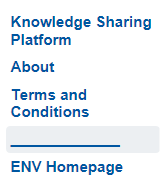 Knowledge Sharing
Platform
About
Terms and
Conditions
ENV Homepage